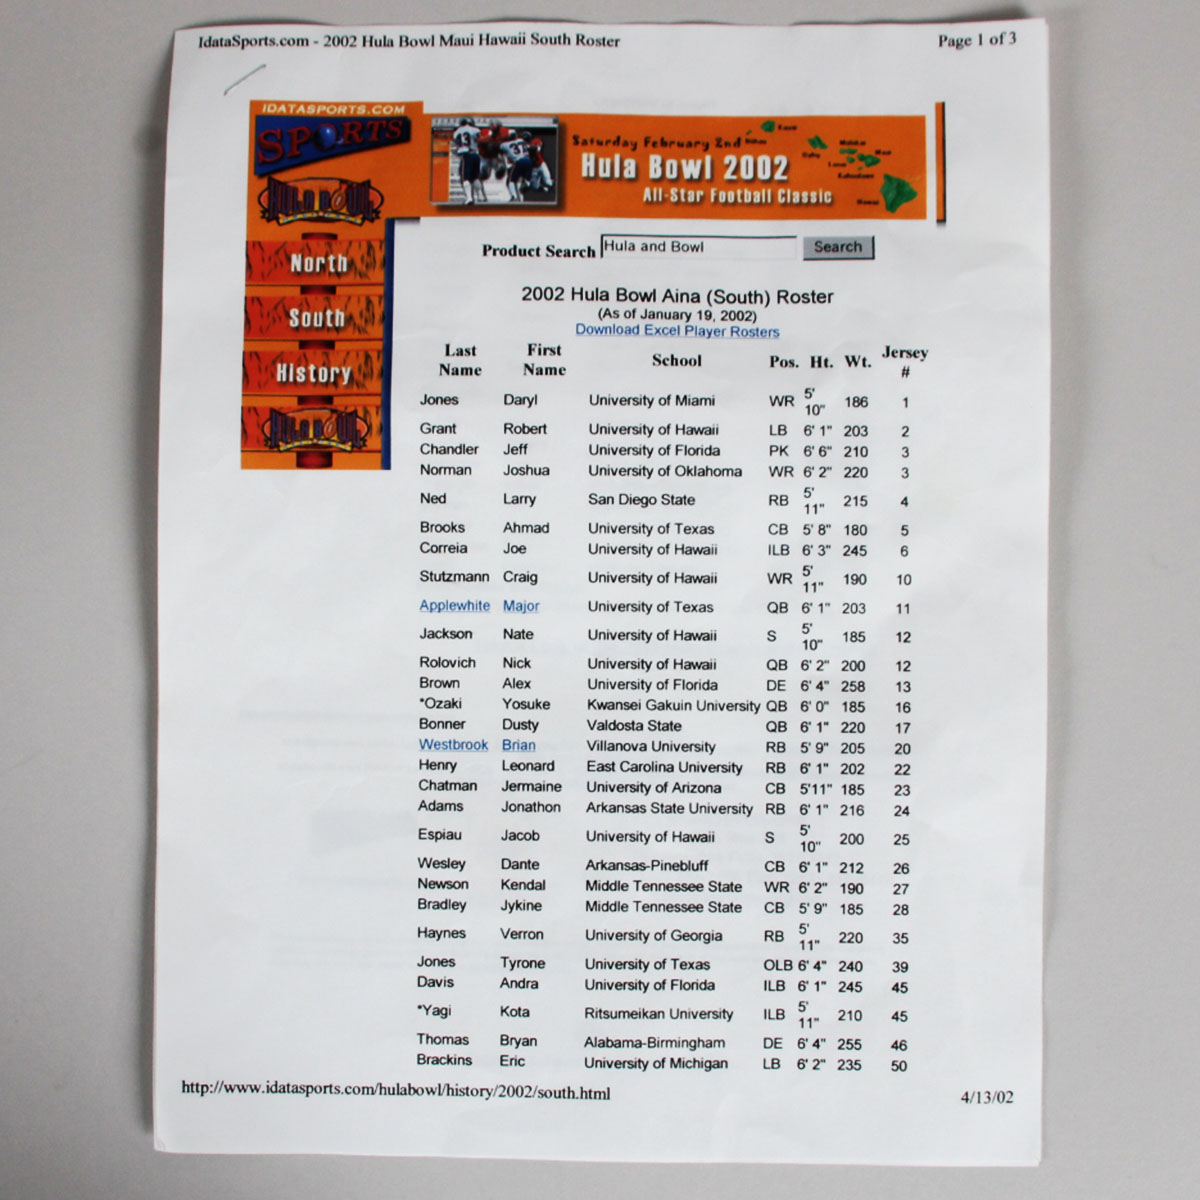 IdataSports.com - 2002 Hula Bowl Maui Hawaii South Roster Page 1 of 3
IDATASPORTS.COM
SPORTS
HULA BOWL
North
South
History
HULA BOWL
Saturday February 2nd
Hula Bowl 2002
All-Star Football Classic
Product Search Hula and Bowl Search
2002 Hula Bowl Aina (South) Roster
(As of January 19, 2002)
Download Excel Player Rosters
Last Name First Name School Pos. Ht. Wt. Jersey #
Jones Daryl University of Miami WR 5' 10" 186 1
Grant Robert University of Hawaii LB 6' 1" 203 2
Chandler Jeff University of Florida PK 6' 6" 210 3
Norman Joshua University of Oklahoma WR 6' 2" 220 3
Ned Larry San Diego State RB 5' 11" 215 4
Brooks Ahmad University of Texas CB 5' 8" 180 5
Correia Joe University of Hawaii ILB 6' 3" 245 6
Stutzmann Craig University of Hawaii WR 5' 11" 190 10
Applewhite Major University of Texas QB 6' 1" 203 11
Jackson Nate University of Hawaii S 5' 10" 185 12
Rolovich Nick University of Hawaii QB 6' 2" 200 12
Brown Alex University of Florida DE 6' 4" 258 13
*Ozaki Yosuke Kwansei Gakuin University QB 6' 0" 185 16
Bonner Dusty Valdosta State QB 6' 1" 220 17
Westbrook Brian Villanova University RB 5' 9" 205 20
Henry Leonard East Carolina University RB 6' 1" 202 22
Chatman Jermaine University of Arizona CB 5'11" 185 23
Adams Jonathon Arkansas State University RB 6' 1" 216 24
Espiau Jacob University of Hawaii S 5' 10" 200 25
Wesley Dante Arkansas-Pinebluff CB 6' 1" 212 26
Newson Kendal Middle Tennessee State WR 6' 2" 190 27
Bradley Jykine Middle Tennessee State CB 5' 9" 185 28
Haynes Verron University of Georgia RB 5' 11" 220 35
Jones Tyrone University of Texas OLB 6' 4" 240 39
Davis Andra University of Florida ILB 6' 1" 245 45
*Yagi Kota Ritsumeikan University ILB 5' 11" 210 45
Thomas Bryan Alabama-Birmingham DE 6' 4" 255 46
Brackins Eric University of Michigan LB 6' 2" 235 50
http://www.idatasports.com/hulabowl/history/2002/south.html 4/13/02